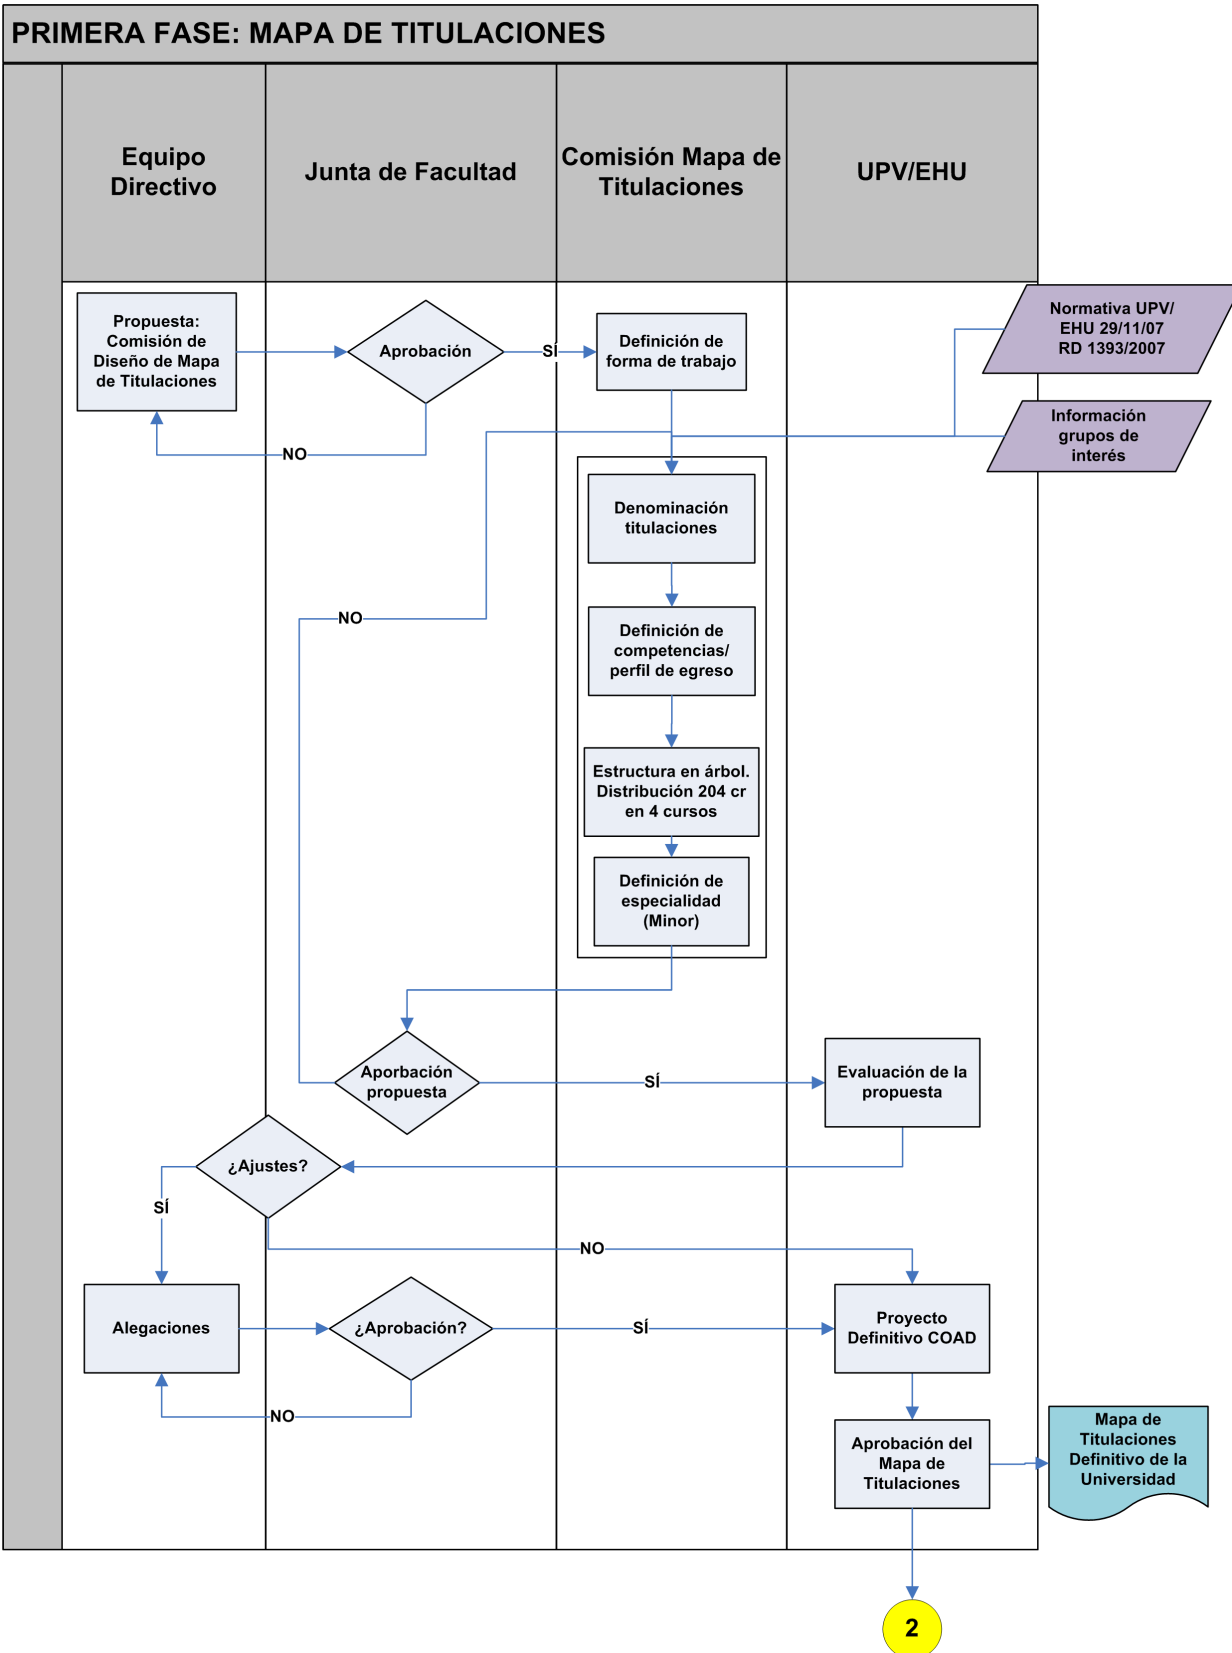 PRIMERA FASE: MAPA DE TITULACIONES
Equipo
Directivo
Junta de Facultad
Comisión Mapa de
Titulaciones
UPV/EHU
Propuesta:
Comisión de
Diseño de Mapa
de Titulaciones
Aprobación
SÍ
Definición de
forma de trabajo
Normativa UPV/
EHU 29/11/07
RD 1393/2007
Información
grupos de
interés
NO
Denominación
titulaciones
NO
Definición de
competencias/
perfil de egreso
Estructura en árbol.
Distribución 204 cr
en 4 cursos
Definición de
especialidad
(Minor)
Aporbación
propuesta
SÍ
Evaluación de la
propuesta
¿Ajustes?
SÍ
NO
Alegaciones
¿Aprobación?
SÍ
Proyecto
Definitivo COAD
NO
Aprobación del
Mapa de
Titulaciones
Mapa de
Titulaciones
Definitivo de la
Universidad
2